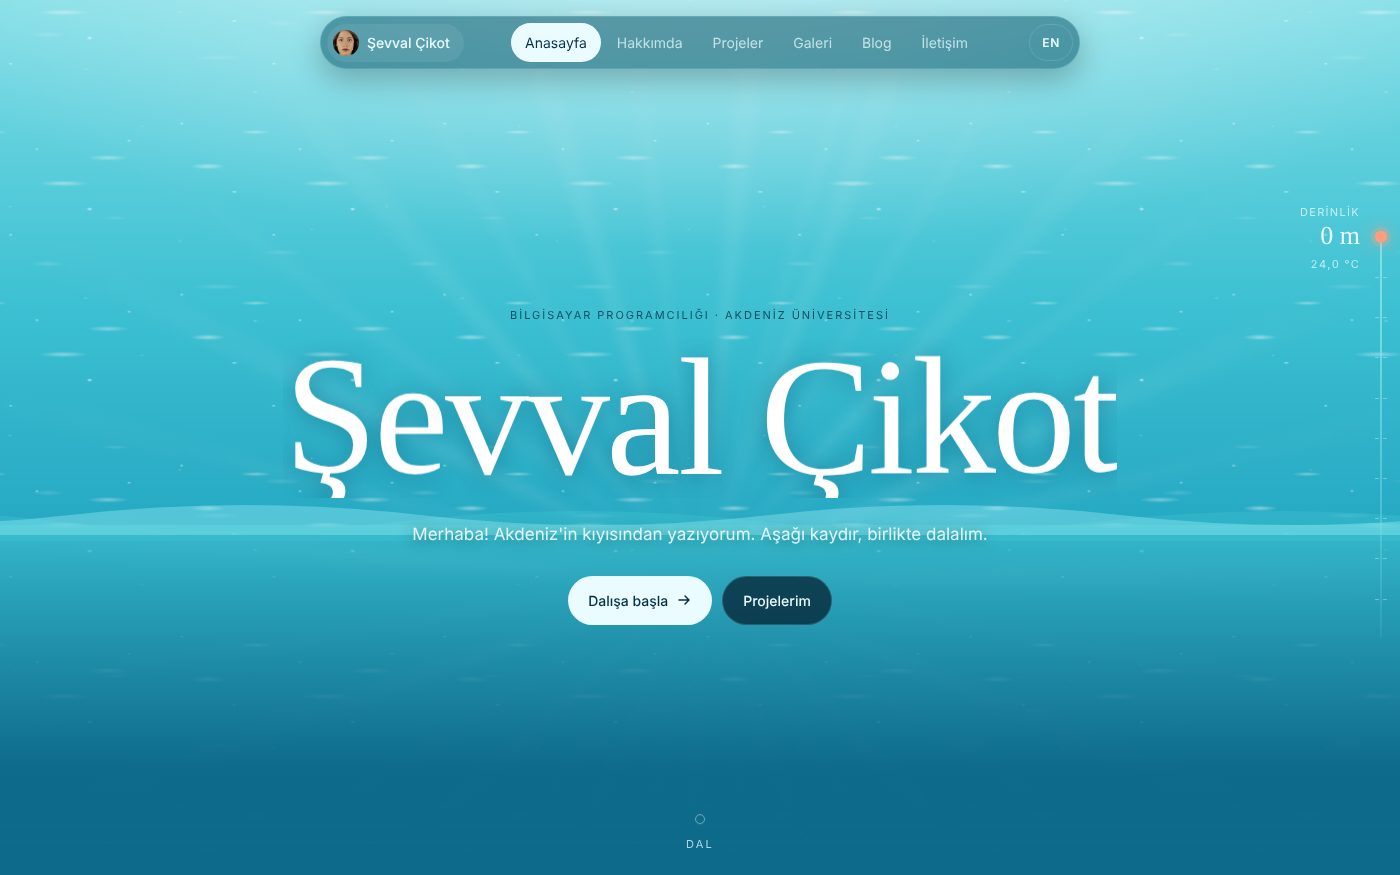 Şevval Çikot
Anasayfa
Hakkımda
Projeler
Galeri
Blog
İletişim
EN
DERİNLİK
0 m
24,0 °C
BİLGİSAYAR PROGRAMCILIĞI · AKDENİZ ÜNİVERSİTESİ
Şevval Çikot
Merhaba! Akdeniz'in kıyısından yazıyorum. Aşağı kaydır, birlikte dalalım.
Dalışa başla →
Projelerim
DAL